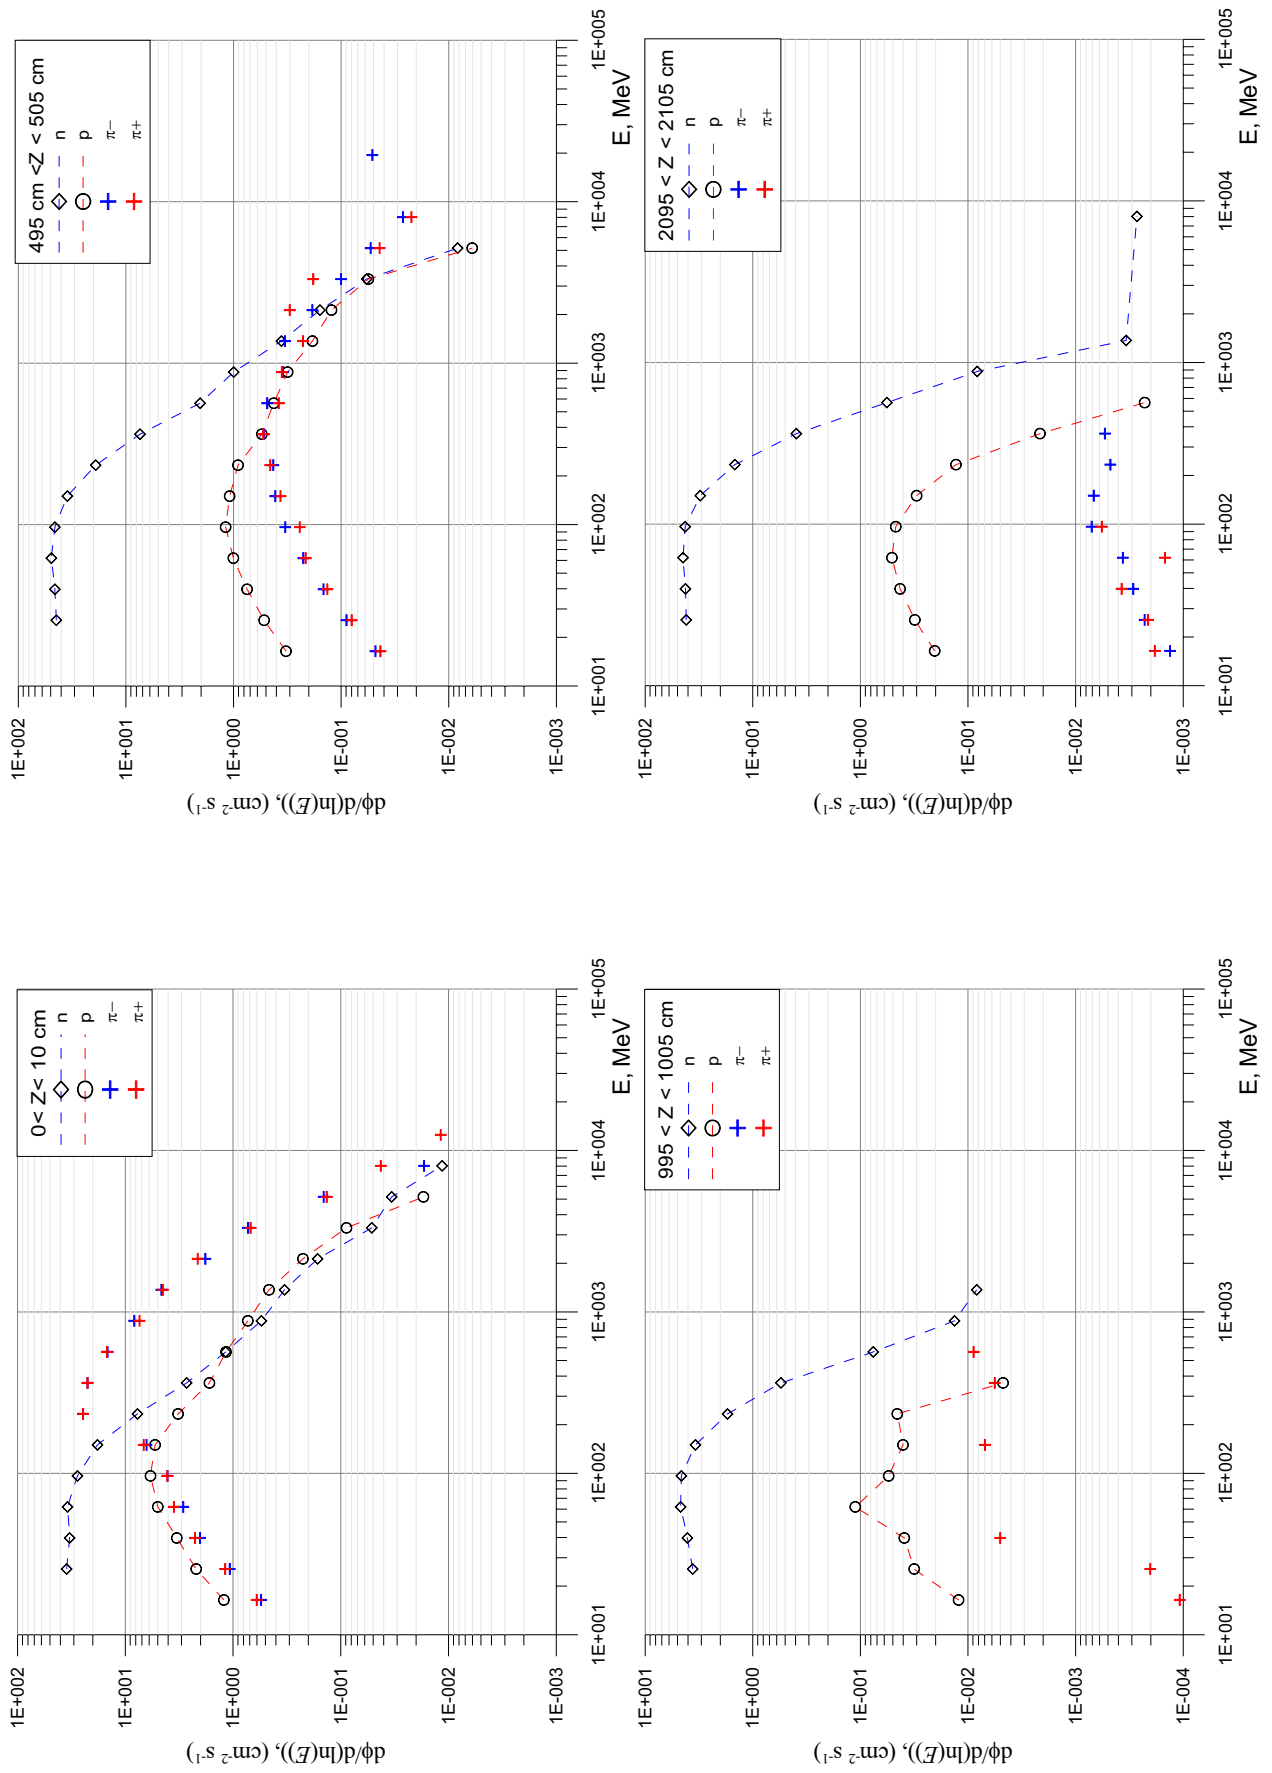 0< Z< 10 cm
n
p
π−
π+
1E+002
1E+001
1E+000
1E-001
1E-002
1E-003
dϕ/d(ln(E)), (cm⁻² s⁻¹)
1E+001 1E+002 1E+003 1E+004 1E+005
E, MeV
495 cm <Z < 505 cm
n
p
π−
π+
1E+002
1E+001
1E+000
1E-001
1E-002
1E-003
dϕ/d(ln(E)), (cm⁻² s⁻¹)
1E+001 1E+002 1E+003 1E+004 1E+005
E, MeV
995 < Z < 1005 cm
n
p
π−
π+
1E+001
1E+000
1E-001
1E-002
1E-003
1E-004
dϕ/d(ln(E)), (cm⁻² s⁻¹)
1E+001 1E+002 1E+003 1E+004 1E+005
E, MeV
2095 < Z < 2105 cm
n
p
π−
π+
1E+002
1E+001
1E+000
1E-001
1E-002
1E-003
dϕ/d(ln(E)), (cm⁻² s⁻¹)
1E+001 1E+002 1E+003 1E+004 1E+005
E, MeV